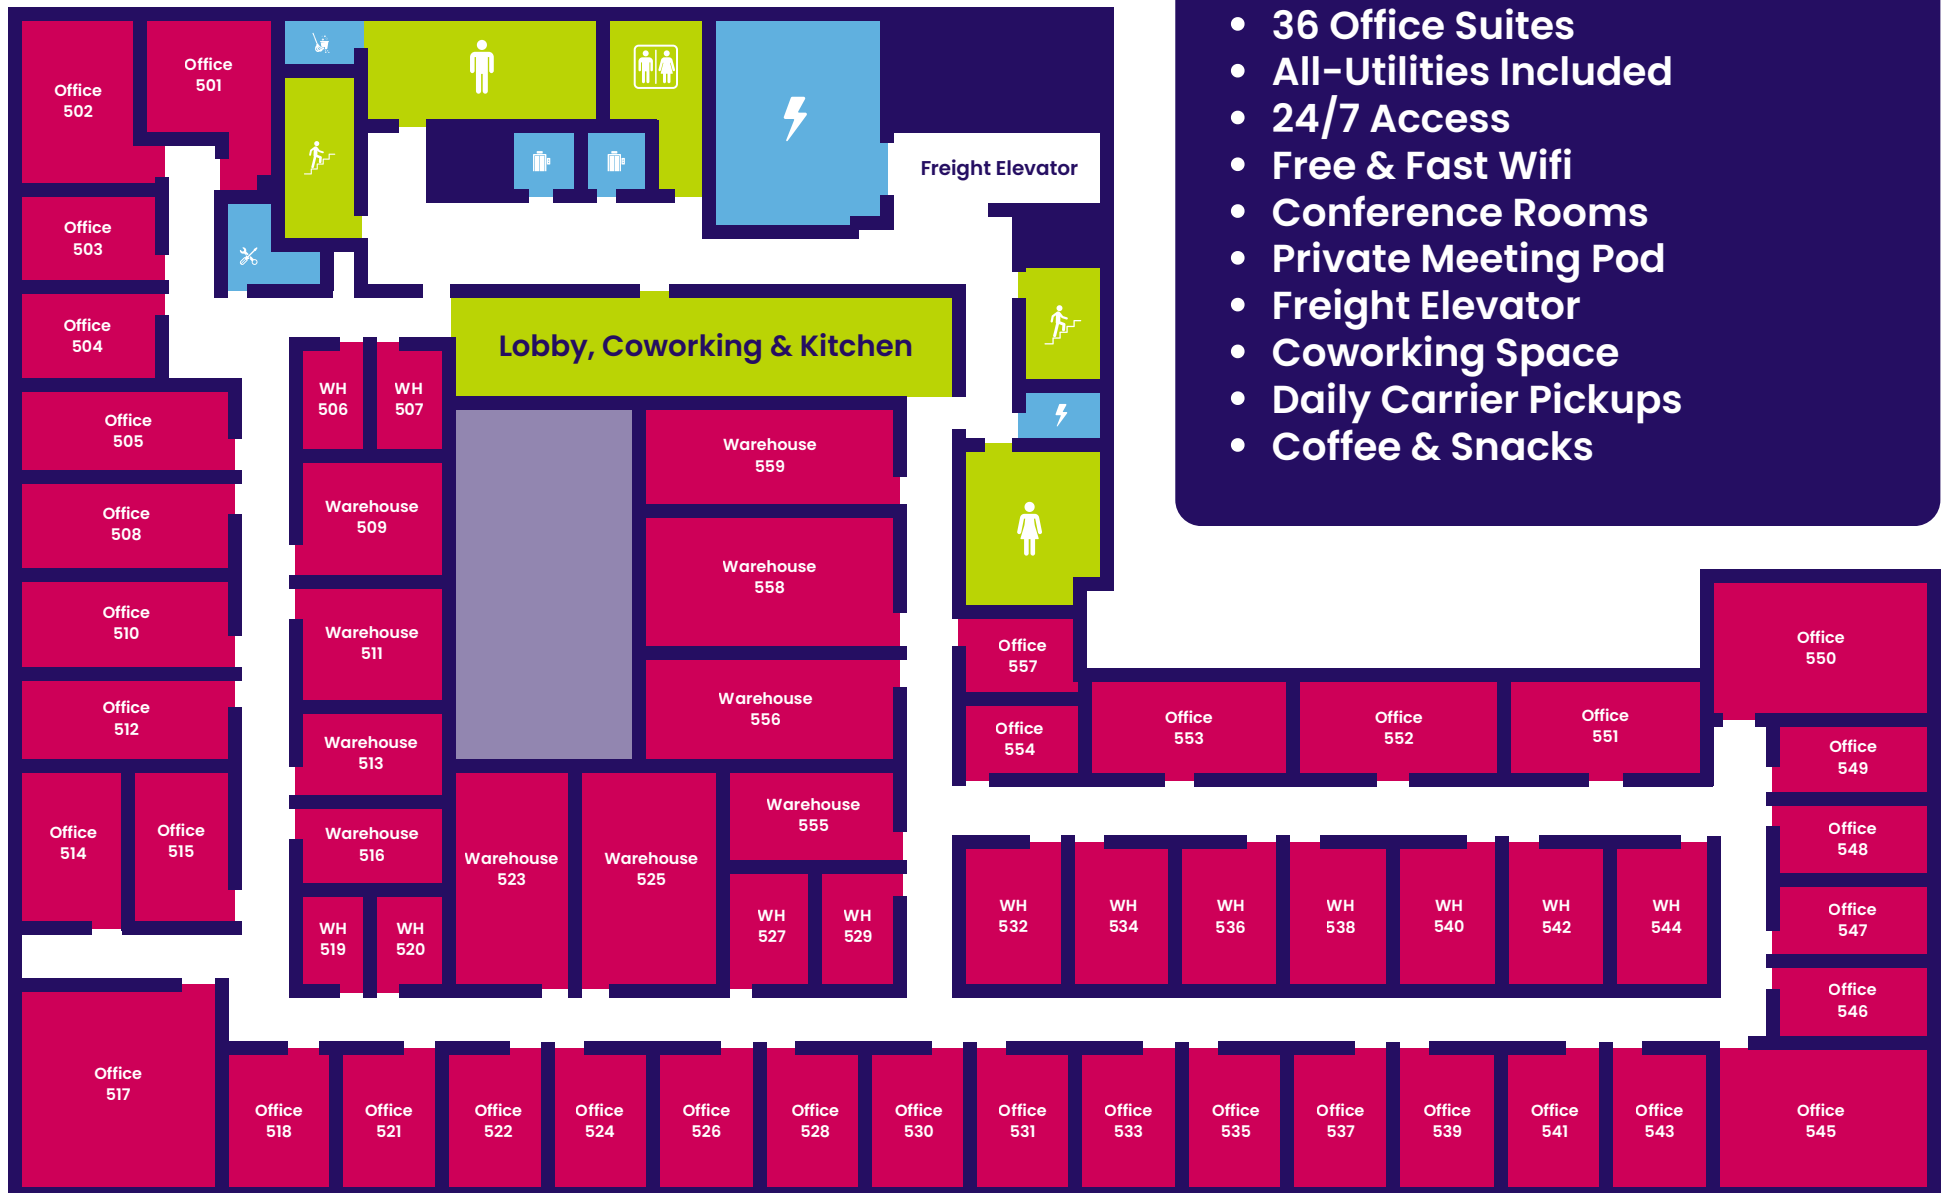 • 36 Office Suites
• All-Utilities Included
• 24/7 Access
• Free & Fast Wifi
• Conference Rooms
• Private Meeting Pod
• Freight Elevator
• Coworking Space
• Daily Carrier Pickups
• Coffee & Snacks
Office
502
Office
501
Freight Elevator
Office
503
Office
504
Lobby, Coworking & Kitchen
Office
505
WH
506
WH
507
Office
508
Warehouse
509
Office
510
Warehouse
511
Office
512
Warehouse
513
Office
514
Office
515
Warehouse
516
Office
517
WH
519
WH
520
Warehouse
523
Warehouse
525
Warehouse
559
Warehouse
558
Warehouse
556
Warehouse
555
WH
527
WH
529
Office
557
Office
554
Office
553
Office
552
Office
551
Office
550
Office
549
Office
548
Office
547
Office
546
WH
532
WH
534
WH
536
WH
538
WH
540
WH
542
WH
544
Office
518
Office
521
Office
522
Office
524
Office
526
Office
528
Office
530
Office
531
Office
533
Office
535
Office
537
Office
539
Office
541
Office
543
Office
545